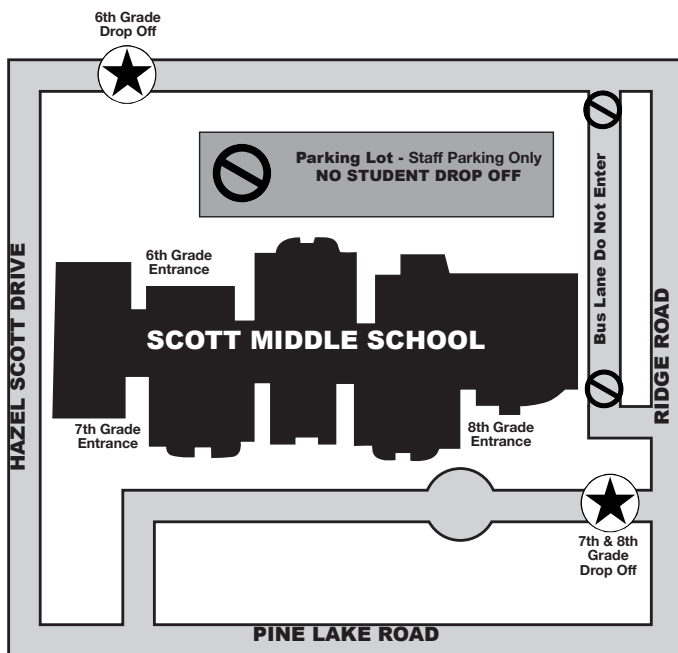 6th Grade
Drop Off
Parking Lot - Staff Parking Only
NO STUDENT DROP OFF
Bus Lane Do Not Enter
HAZEL SCOTT DRIVE
6th Grade
Entrance
SCOTT MIDDLE SCHOOL
RIDGE ROAD
7th Grade
Entrance
8th Grade
Entrance
7th & 8th
Grade
Drop Off
PINE LAKE ROAD